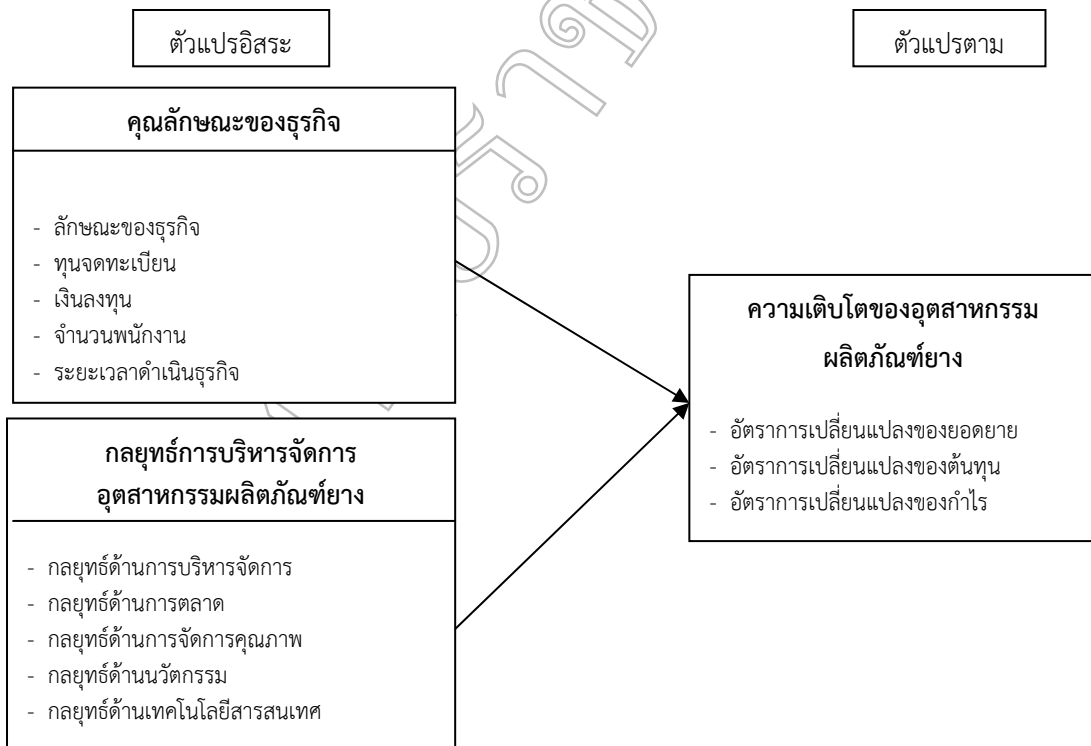 ตัวแปรอิสระ
ตัวแปรตาม
คุณลักษณะของธุรกิจ
- ลักษณะของธุรกิจ
- ทุนจดทะเบียน
- เงินลงทุน
- จำนวนพนักงาน
- ระยะเวลาดำเนินธุรกิจ
กลยุทธ์การบริหารจัดการ
อุตสาหกรรมผลิตภัณฑ์ยาง
- กลยุทธ์ด้านการบริหารจัดการ
- กลยุทธ์ด้านการตลาด
- กลยุทธ์ด้านการจัดการคุณภาพ
- กลยุทธ์ด้านนวัตกรรม
- กลยุทธ์ด้านเทคโนโลยีสารสนเทศ
ความเติบโตของอุตสาหกรรม
ผลิตภัณฑ์ยาง
- อัตราการเปลี่ยนแปลงของยอดยาย
- อัตราการเปลี่ยนแปลงของต้นทุน
- อัตราการเปลี่ยนแปลงของกำไร